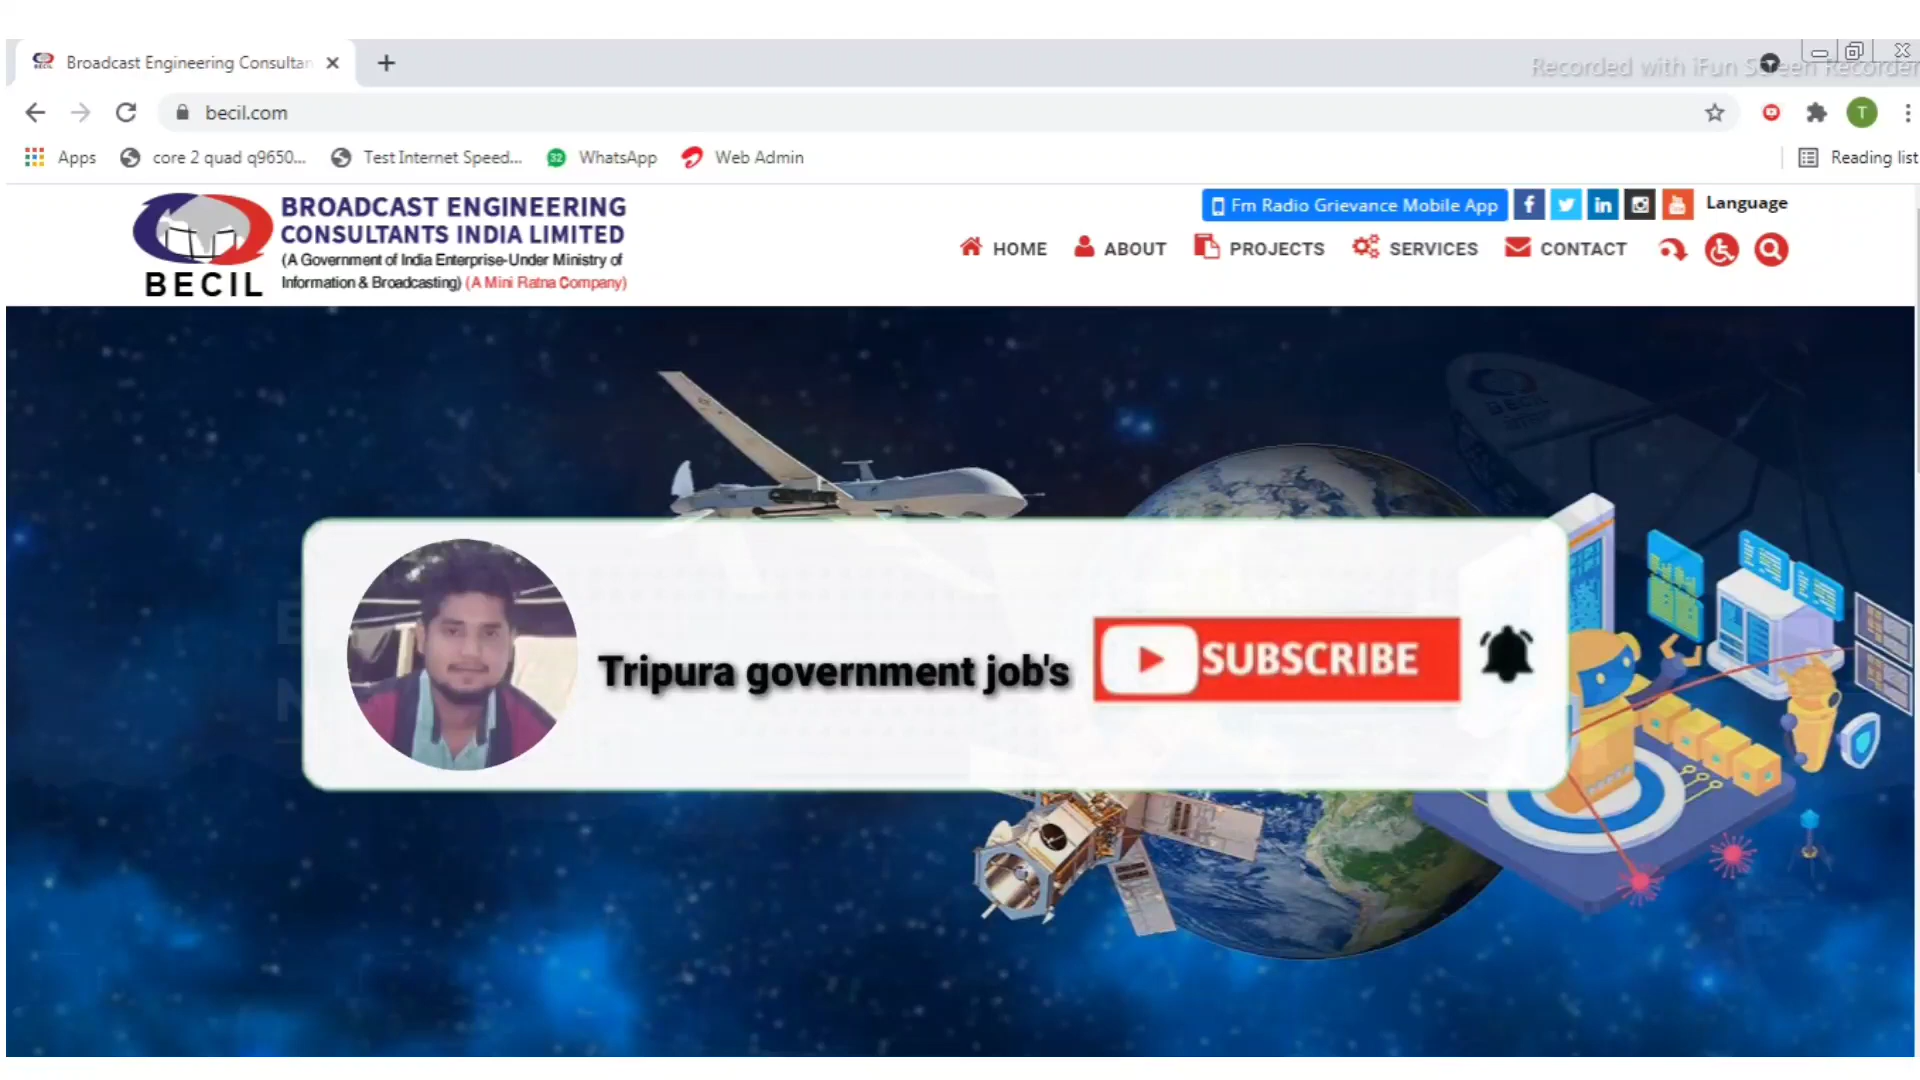 Broadcast Engineering Consultan
Recorded with iFun Screen Recorder
becil.com
T
Apps
core 2 quad q9650...
Test Internet Speed...
32
WhatsApp
Web Admin
Reading list
BROADCAST ENGINEERING
CONSULTANTS INDIA LIMITED
(A Government of India Enterprise-Under Ministry of
Information & Broadcasting) (A Mini Ratna Company)
BECIL
Fm Radio Grievance Mobile App
Language
HOME
ABOUT
PROJECTS
SERVICES
CONTACT
Tripura government job's
SUBSCRIBE